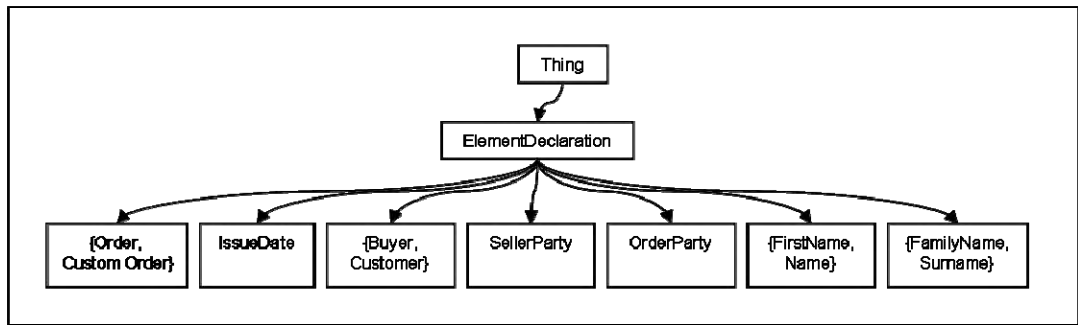 Thing
ElementDeclaration
{Order,
Custom Order}
IssueDate
{Buyer,
Customer}
SellerParty
OrderParty
{FirstName,
Name}
{FamilyName,
Surname}